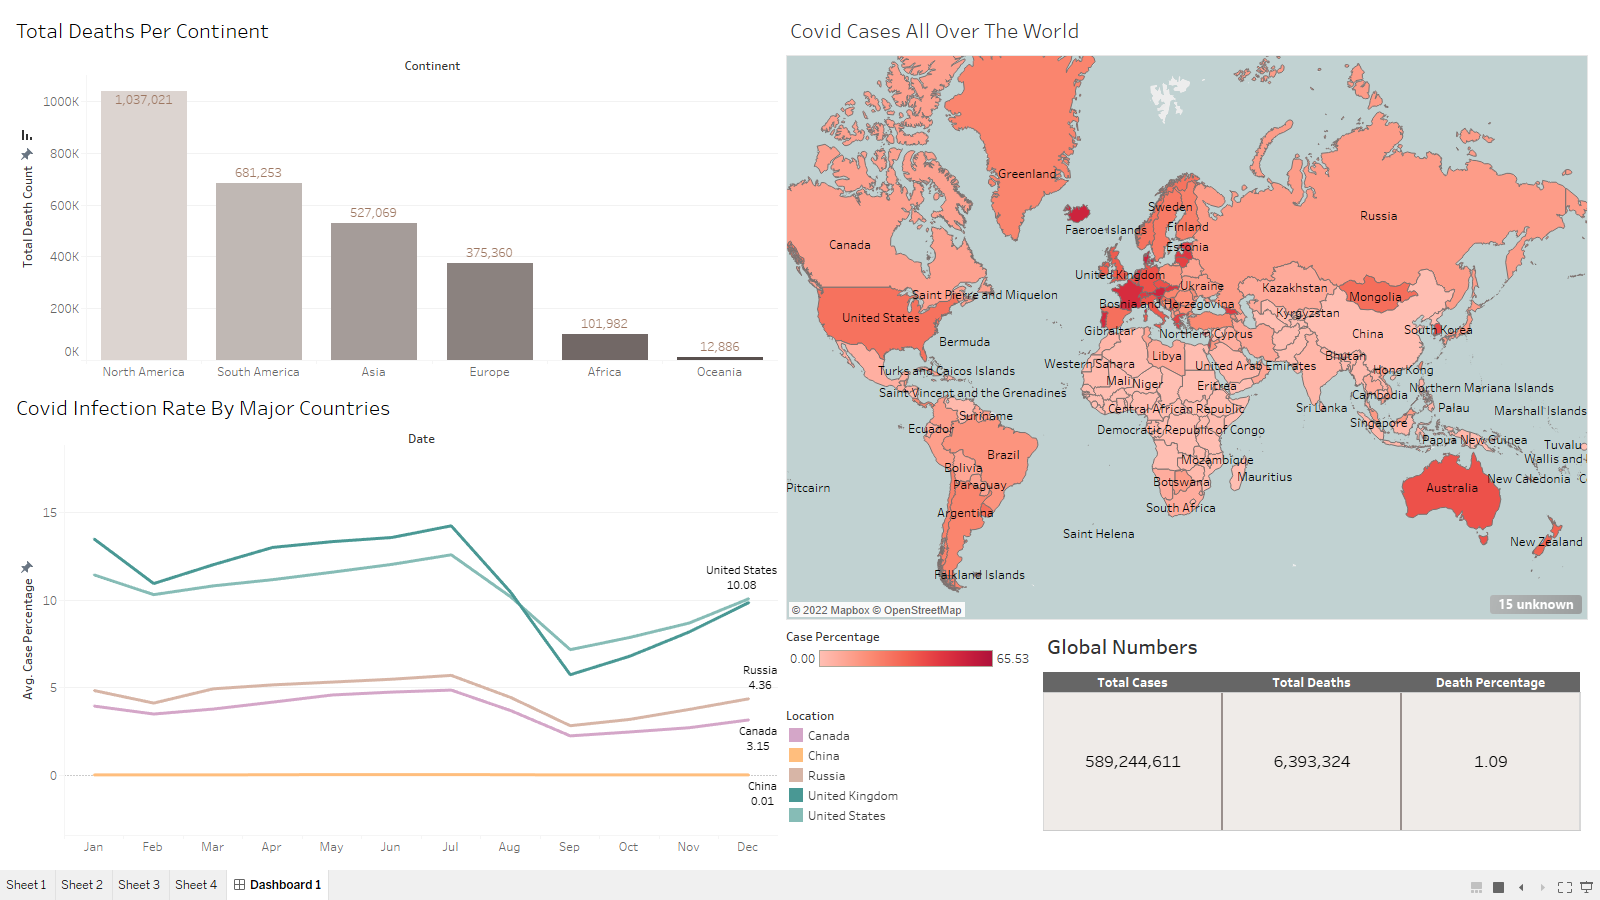 Total Deaths Per Continent
Continent
Total Death Count
1000K
800K
600K
400K
200K
0K
1,037,021
681,253
527,069
375,360
101,982
12,886
North America
South America
Asia
Europe
Africa
Oceania
Covid Infection Rate By Major Countries
Date
Avg. Case Percentage
15
10
5
0
United States
10.08
Russia
4.36
Canada
3.15
China
0.01
Jan
Feb
Mar
Apr
May
Jun
Jul
Aug
Sep
Oct
Nov
Dec
Covid Cases All Over The World
Greenland
Sweden
Russia
Faeroe Islands
Finland
Canada
Estonia
United Kingdom
Ukraine
Kazakhstan
Saint Pierre and Miquelon
Mongolia
Bosnia and Herzegovina
Kyrgyzstan
United States
Gibraltar
Northern Cyprus
China
South Korea
Bermuda
Libya
Bhutan
Western Sahara
United Arab Emirates
Turks and Caicos Islands
Hong Kong
Mali
Niger
Eritrea
Northern Mariana Islands
Saint Vincent and the Grenadines
Cambodia
Central African Republic
Sri Lanka
Palau
Marshall Islands
Suriname
Singapore
Ecuador
Democratic Republic of Congo
Papua New Guinea
Tuvalu
Brazil
Mozambique
Wallis and
Bolivia
Mauritius
New Caledonia
C
Pitcairn
Paraguay
Botswana
Australia
Argentina
South Africa
Saint Helena
New Zealand
Falkland Islands
© 2022 Mapbox © OpenStreetMap
15 unknown
Case Percentage
0.00
65.53
Location
Canada
China
Russia
United Kingdom
United States
Global Numbers
Total Cases
Total Deaths
Death Percentage
589,244,611
6,393,324
1.09
Sheet 1
Sheet 2
Sheet 3
Sheet 4
Dashboard 1